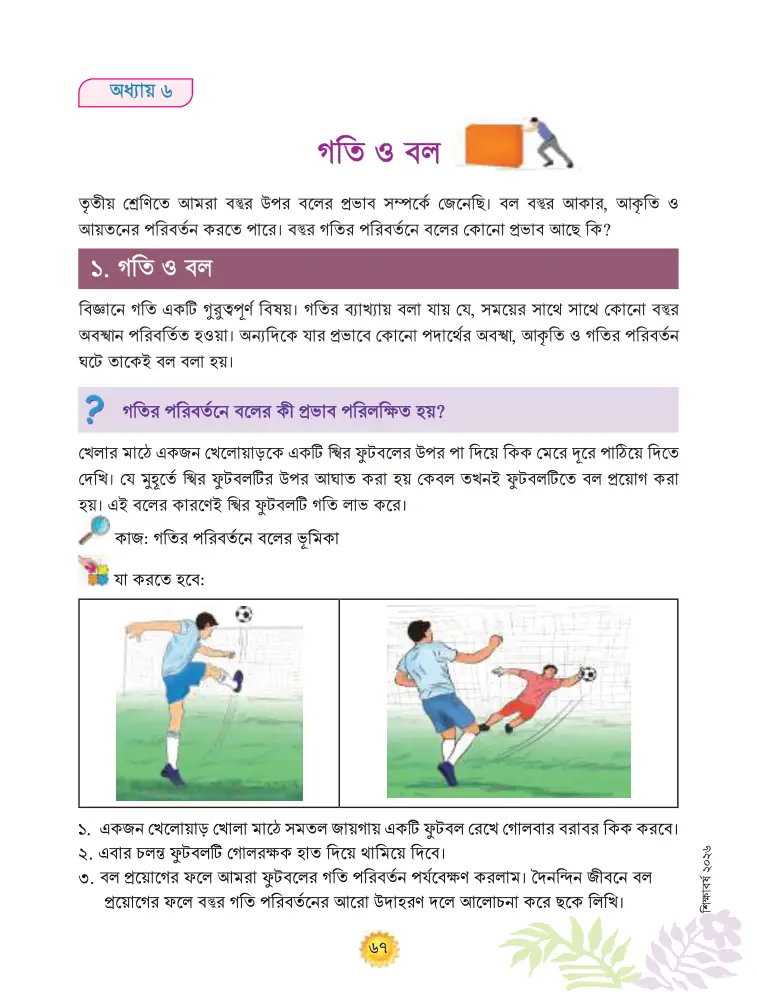 অধ্যায় ৬
গতি ও বল
তৃতীয় শ্রেণিতে আমরা বস্তুর উপর বলের প্রভাব সম্পর্কে জেনেছি। বল বস্তুর আকার, আকৃতি ও
আয়তনের পরিবর্তন করতে পারে। বস্তুর গতির পরিবর্তনে বলের কোনো প্রভাব আছে কি?
১. গতি ও বল
বিজ্ঞানে গতি একটি গুরুত্বপূর্ণ বিষয়। গতির ব্যাখ্যায় বলা যায় যে, সময়ের সাথে সাথে কোনো বস্তুর
অবস্থান পরিবর্তিত হওয়া। অন্যদিকে যার প্রভাবে কোনো পদার্থের অবস্থা, আকৃতি ও গতির পরিবর্তন
ঘটে তাকেই বল বলা হয়।
? গতির পরিবর্তনে বলের কী প্রভাব পরিলক্ষিত হয়?
খেলার মাঠে একজন খেলোয়াড়কে একটি স্থির ফুটবলের উপর পা দিয়ে কিক মেরে দূরে পাঠিয়ে দিতে
দেখি। যে মুহূর্তে স্থির ফুটবলটির উপর আঘাত করা হয় কেবল তখনই ফুটবলটিতে বল প্রয়োগ করা
হয়। এই বলের কারণেই স্থির ফুটবলটি গতি লাভ করে।
কাজ: গতির পরিবর্তনে বলের ভূমিকা
যা করতে হবে:
১. একজন খেলোয়াড় খোলা মাঠে সমতল জায়গায় একটি ফুটবল রেখে গোলবার বরাবর কিক করবে।
২. এবার চলন্ত ফুটবলটি গোলরক্ষক হাত দিয়ে থামিয়ে দিবে।
৩. বল প্রয়োগের ফলে আমরা ফুটবলের গতি পরিবর্তন পর্যবেক্ষণ করলাম। দৈনন্দিন জীবনে বল
প্রয়োগের ফলে বস্তুর গতি পরিবর্তনের আরো উদাহরণ দলে আলোচনা করে ছকে লিখি।
শিক্ষাবর্ষ ২০২৬
৬৭